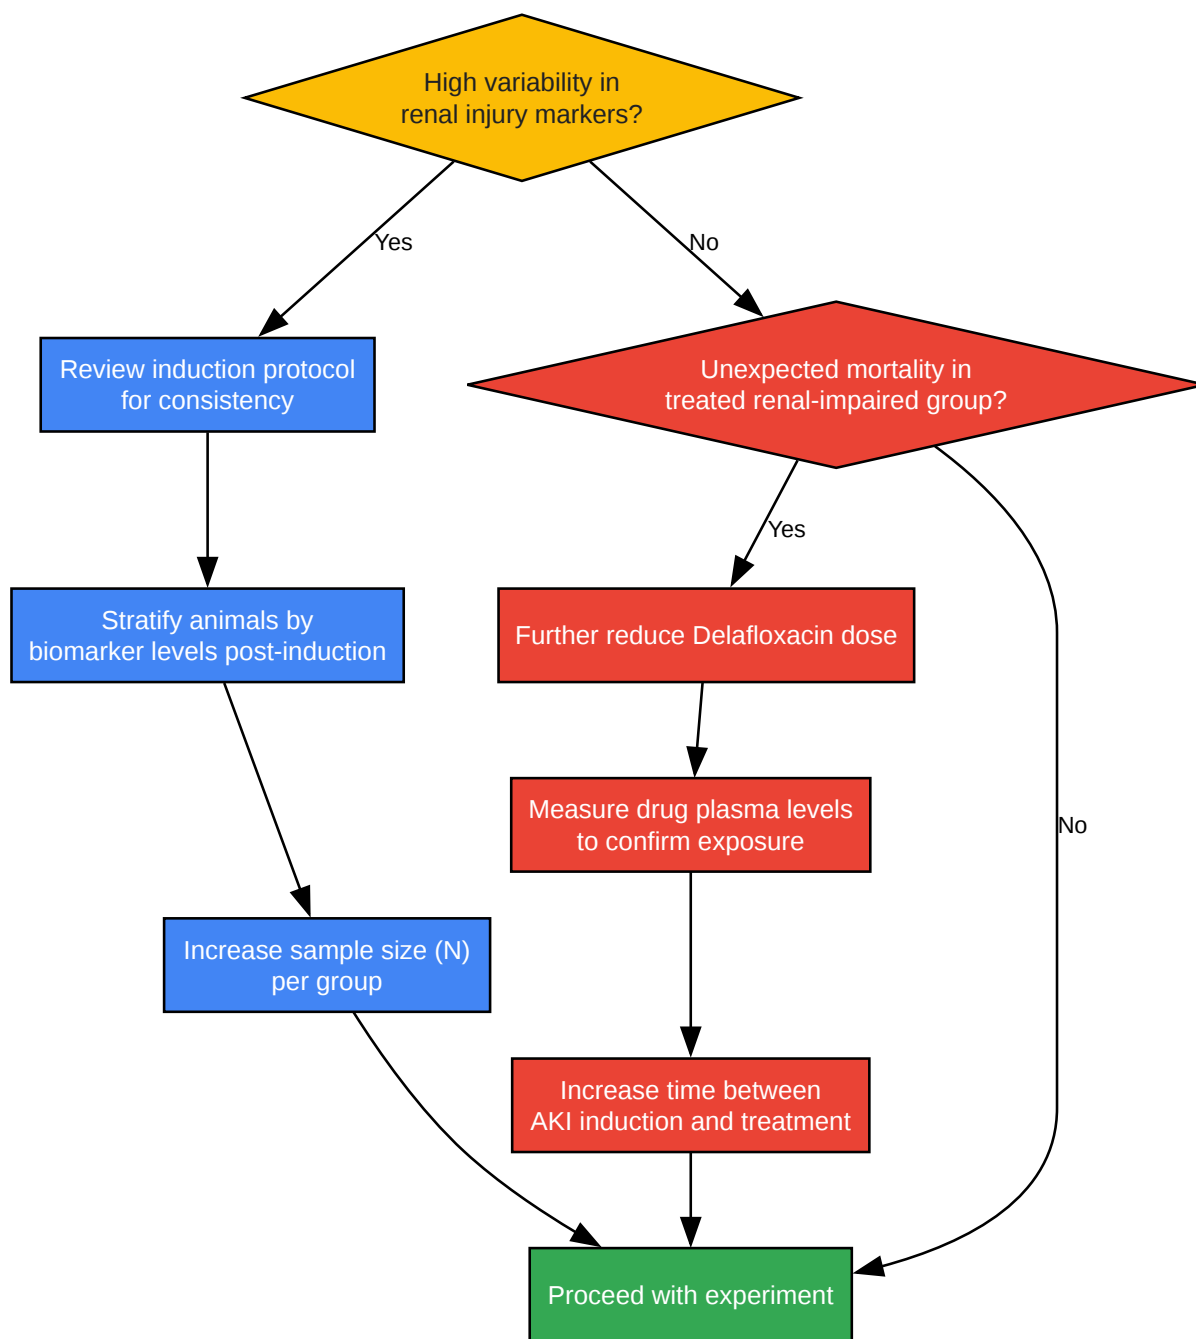 High variability in
renal injury markers?
Yes
No
Review induction protocol
for consistency
Unexpected mortality in
treated renal-impaired group?
Yes
Stratify animals by
biomarker levels post-induction
Further reduce Delafloxacin dose
Measure drug plasma levels
to confirm exposure
No
Increase sample size (N)
per group
Increase time between
AKI induction and treatment
Proceed with experiment